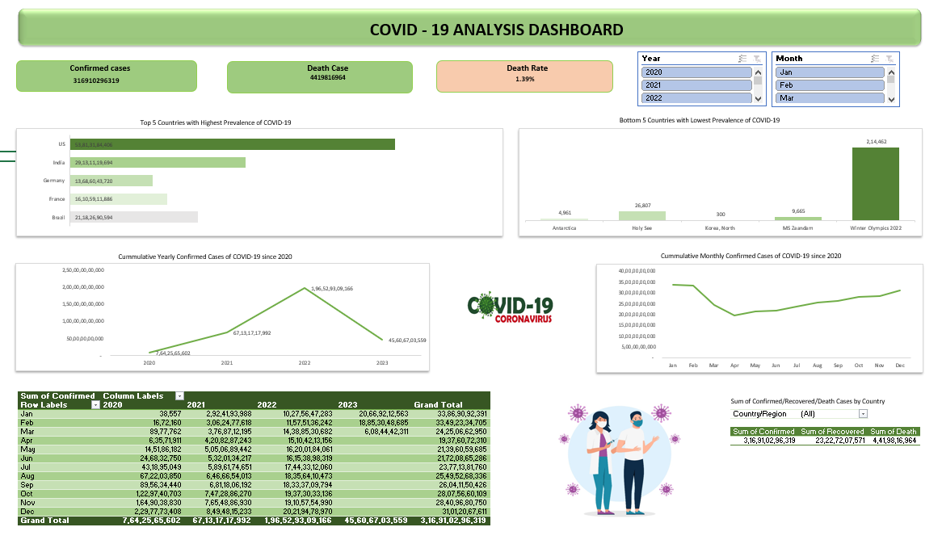 COVID - 19 ANALYSIS DASHBOARD
Confirmed cases
316910296319
Death Case
4419816964
Death Rate
1.39%
Year
2020
2021
2022
Month
Jan
Feb
Mar
Top 5 Countries with Highest Prevalence of COVID-19
US
India 29,13,11,19,694
Germany 13,66,60,43,720
France 16,10,59,11,886
Brazil 21,18,26,90,594
Bottom 5 Countries with Lowest Prevalence of COVID-19
4,961 26,807 300 9,665 2,14,462
Antarctica Holy See Korea, North MS Zaandam Winter Olympics 2022
Cummulative Yearly Confirmed Cases of COVID-19 since 2020
2,50,00,00,00,000
2,00,00,00,00,000
1,50,00,00,00,000
1,00,00,00,00,000
50,00,00,00,000
-
7,64,25,65,602 67,13,17,17,992 1,96,52,93,09,166 45,60,67,03,559
2020 2021 2022 2023
COVID-19
CORONAVIRUS
Cummulative Monthly Confirmed Cases of COVID-19 since 2020
40,00,00,00,000
35,00,00,00,000
30,00,00,00,000
25,00,00,00,000
20,00,00,00,000
15,00,00,00,000
10,00,00,00,000
5,00,00,00,000
-
Jan Feb Mar Apr May Jun Jul Aug Sep Oct Nov Dec
Sum of Confirmed Column Labels
Row Labels 2020 2021 2022 2023 Grand Total
Jan 38,557 2,92,41,93,988 10,27,56,47,283 20,66,92,12,563 33,86,90,92,391
Feb 16,72,160 3,06,24,77,618 11,57,51,36,242 18,85,30,48,685 33,49,23,34,705
Mar 89,77,762 3,76,87,12,195 14,38,85,30,682 6,08,44,42,311 24,25,06,62,950
Apr 6,35,71,911 4,20,82,87,243 15,10,42,13,156 19,37,60,72,310
May 14,51,86,182 5,05,06,89,442 16,20,01,84,061 21,39,60,59,685
Jun 24,68,32,750 5,32,01,34,217 16,15,38,98,319 21,72,08,65,286
Jul 43,18,95,049 5,89,61,74,651 17,44,33,12,060 23,77,13,81,760
Aug 67,22,03,850 6,46,66,54,013 18,35,64,10,473 25,49,52,68,336
Sep 89,56,34,440 6,81,18,06,192 18,33,37,09,794 26,04,11,50,426
Oct 1,22,97,40,703 7,47,28,86,270 19,37,30,33,136 28,07,56,60,109
Nov 1,64,90,38,830 7,65,48,86,930 19,10,57,54,990 28,40,96,80,750
Dec 2,29,77,73,408 8,49,48,15,233 20,21,94,78,970 31,01,20,67,611
Grand Total 7,64,25,65,602 67,13,17,17,992 1,96,52,93,09,166 45,60,67,03,559 3,16,91,02,96,319
Sum of Confirmed/Recovered/Death Cases by Country
Country/Region (All)
Sum of Confirmed Sum of Recovered Sum of Death
3,16,91,02,96,319 23,22,72,07,571 4,41,98,16,964